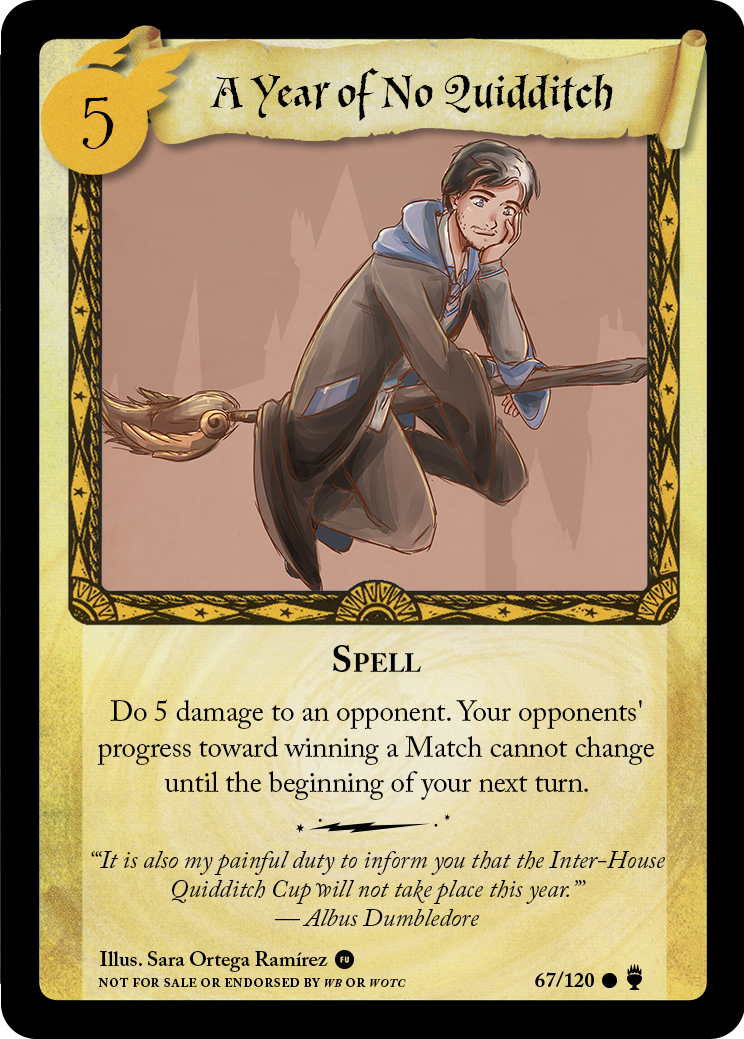 5
A Year of No Quidditch
SPELL
Do 5 damage to an opponent. Your opponents'
progress toward winning a Match cannot change
until the beginning of your next turn.
“‘It is also my painful duty to inform you that the Inter-House
Quidditch Cup will not take place this year.’”
— Albus Dumbledore
Illus. Sara Ortega Ramírez FU
NOT FOR SALE OR ENDORSED BY WB OR WOTC
67/120